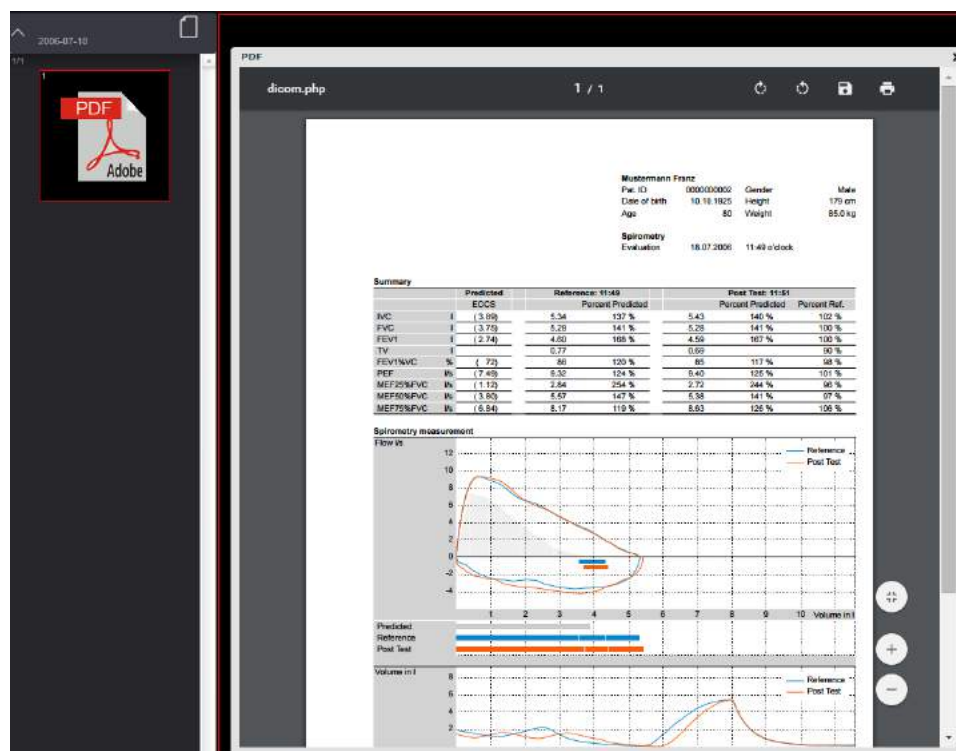 2006-07-18
1/1
1
PDF
Adobe
PDF
dicom.php 1 / 1
Mustermann Franz
Pat. ID 0000000002 Gender Male
Date of birth 10.10.1925 Height 179 cm
Age 80 Weight 85.0 kg
Spirometry
Evaluation 18.07.2006 11:49 o'clock
Summary
Predicted Reference: 11:49 Post Test: 11:51
ECCS Percent Predicted Percent Predicted Percent Ref.
IVC l ( 3.89) 5.34 137 % 5.43 140 % 102 %
FVC l ( 3.75) 5.29 141 % 5.28 141 % 100 %
FEV1 l ( 2.74) 4.60 168 % 4.59 167 % 100 %
TV l 0.77 0.69 90 %
FEV1%VC % ( 72) 86 120 % 85 117 % 98 %
PEF l/s ( 7.49) 9.32 124 % 9.40 125 % 101 %
MEF25%FVC l/s ( 1.12) 2.84 254 % 2.72 244 % 96 %
MEF50%FVC l/s ( 3.80) 5.57 147 % 5.38 141 % 97 %
MEF75%FVC l/s ( 6.84) 8.17 119 % 8.63 126 % 106 %
Spirometry measurement
Flow l/s
Reference
Post Test
12
10
8
6
4
2
0
-2
-4
1 2 3 4 5 6 7 8 9 10 Volume in l
Predicted
Reference
Post Test
Volume in l
Reference
Post Test
8
6
4
2